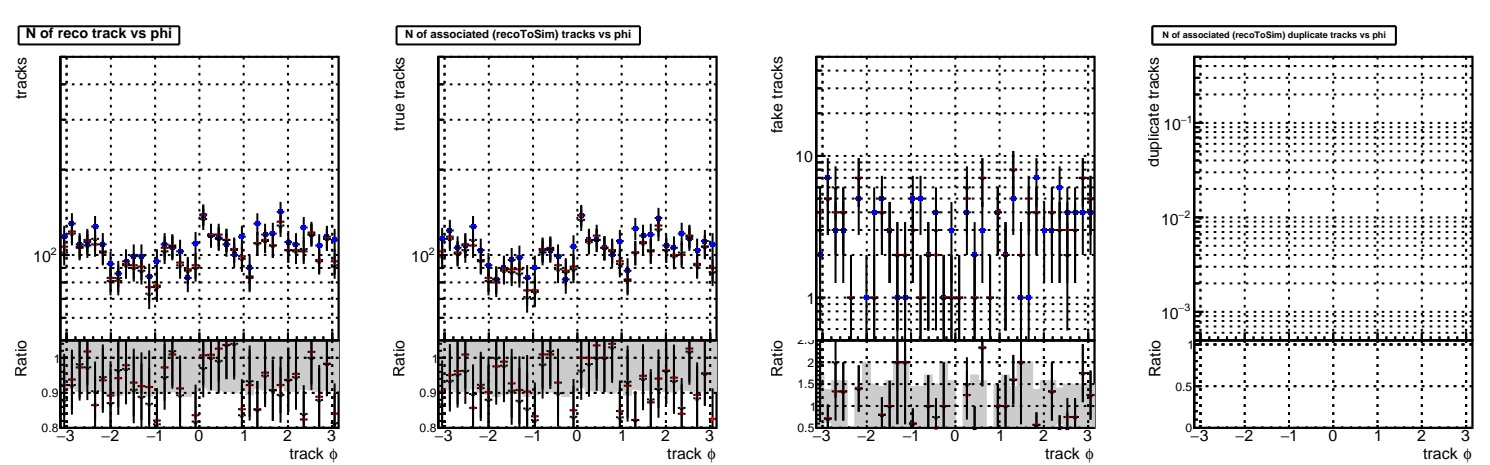 N of reco track vs phi
tracks
10²
Ratio
1
0.9
0.8
−3 −2 −1 0 1 2 3
track ϕ
N of associated (recoToSim) tracks vs phi
true tracks
10²
Ratio
1
0.9
0.8
−3 −2 −1 0 1 2 3
track ϕ
fake tracks
10
1
Ratio
2.5
2
1.5
1
0.5
−3 −2 −1 0 1 2 3
track ϕ
N of associated (recoToSim) duplicate tracks vs phi
duplicate tracks
10⁻¹
10⁻²
10⁻³
Ratio
1
0.5
0
−3 −2 −1 0 1 2 3
track ϕ